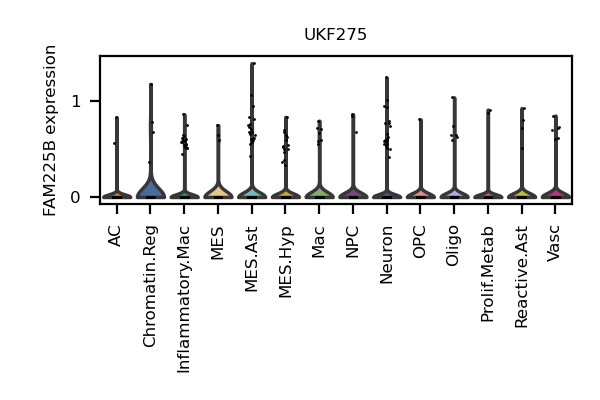 UKF275
FAM225B expression
1
0
AC
Chromatin.Reg
Inflammatory.Mac
MES
MES.Ast
MES.Hyp
Mac
NPC
Neuron
OPC
Oligo
Prolif.Metab
Reactive.Ast
Vasc